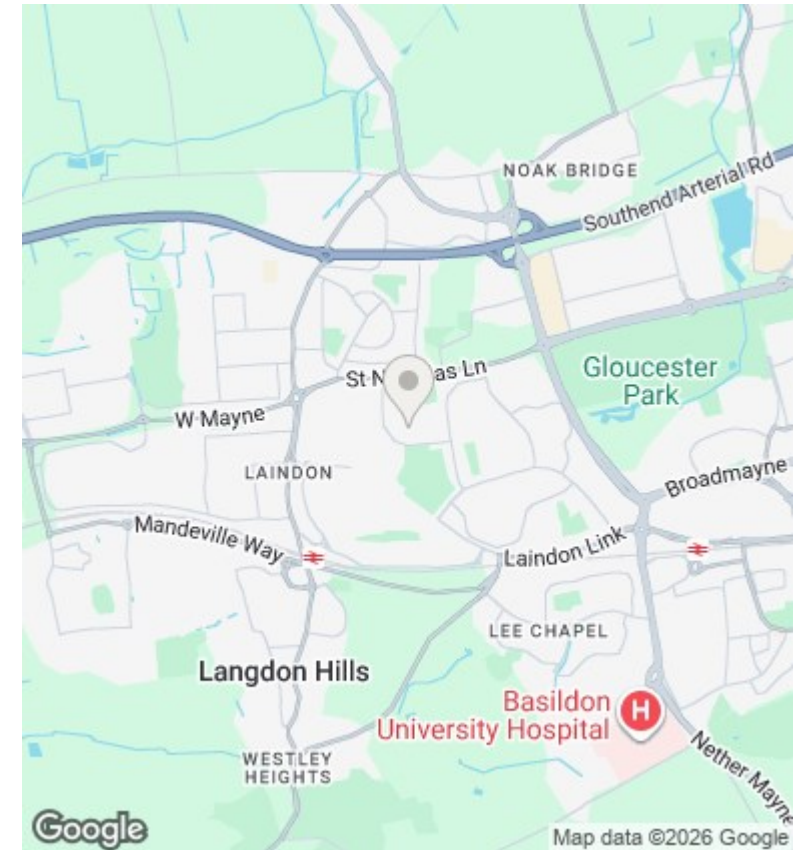 NOAK BRIDGE
Southend Arterial Rd
Gloucester
Park
St N as Ln
W Mayne
LAINDON
Broadmayne
Mandeville Way
Laindon Link
LEE CHAPEL
Langdon Hills
Basildon
University Hospital
H
WESTLEY
HEIGHTS
Nether Mayne
Google
Map data ©2026 Google